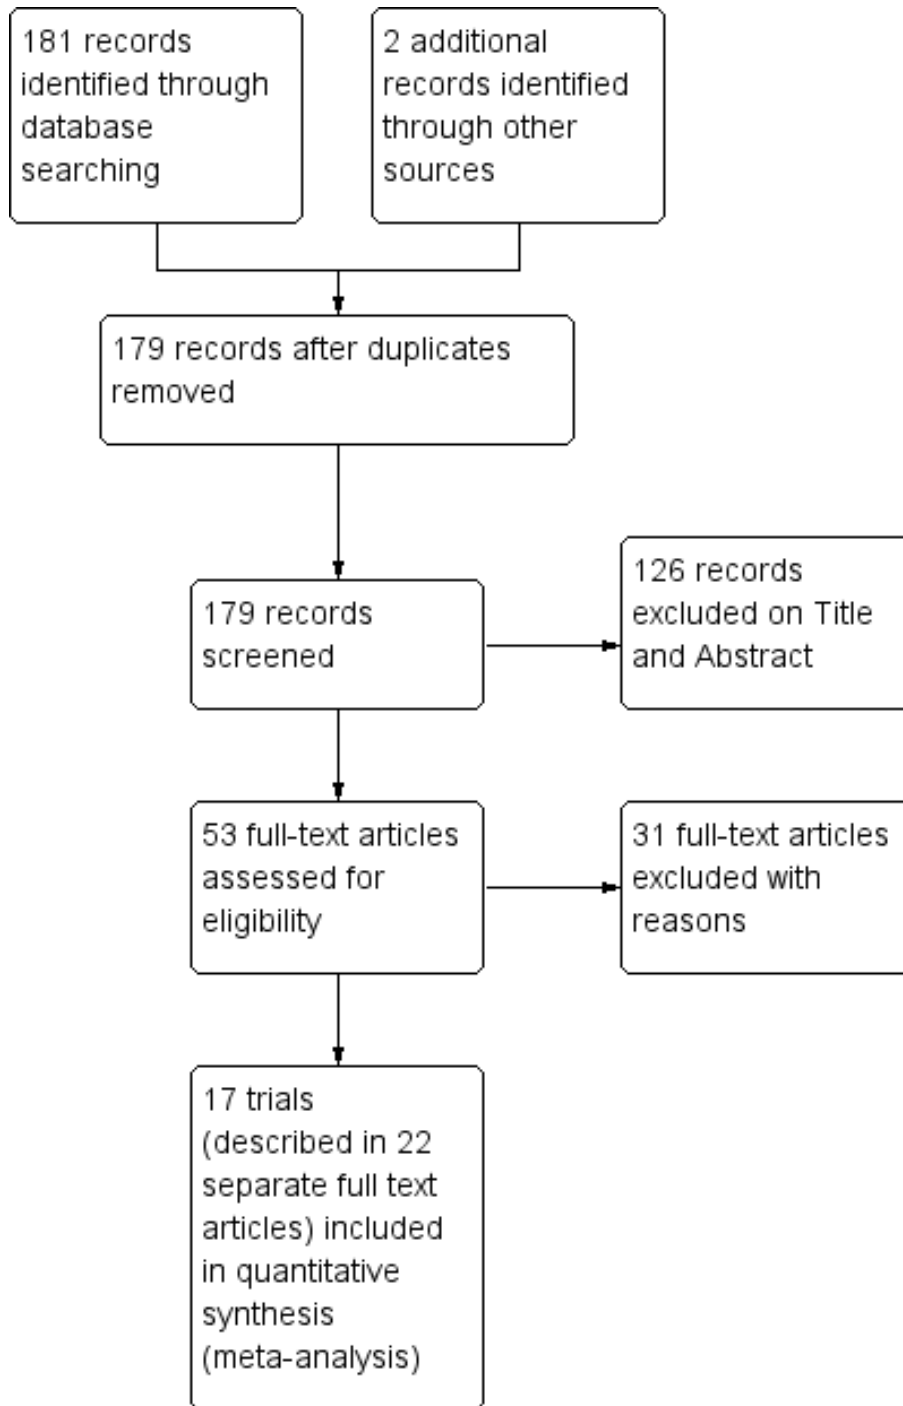 181 records
identified through
database
searching
2 additional
records identified
through other
sources
179 records after duplicates
removed
179 records
screened
126 records
excluded on Title
and Abstract
53 full-text articles
assessed for
eligibility
31 full-text articles
excluded with
reasons
17 trials
(described in 22
separate full text
articles) included
in quantitative
synthesis
(meta-analysis)